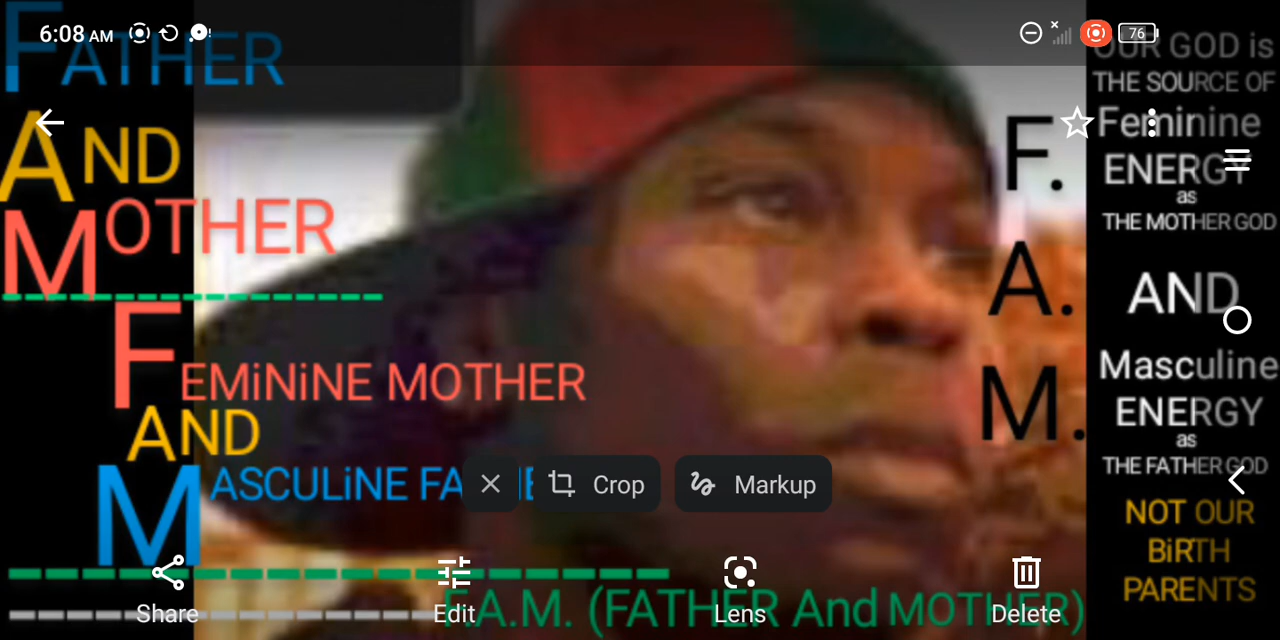 6:08 AM
76
FATHER
AND
MOTHER
FEMiNiNE MOTHER
AND
MASCULiNE
F.
A.
M.
OUR GOD is
THE SOURCE OF
Feminine
ENERGY
as
THE MOTHER GOD
AND
Masculine
ENERGY
as
THE FATHER GOD
NOT OUR
BiRTH
PARENTS
Crop
Markup
F.A.M. (FATHER And MOTHER)
Share
Edit
Lens
Delete